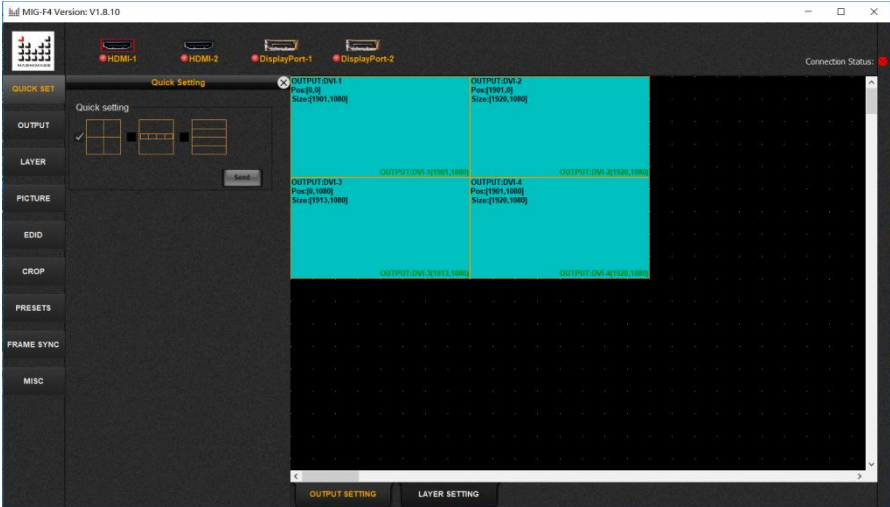 MIG-F4 Version: V1.8.10
HDMI-1 HDMI-2 DisplayPort-1 DisplayPort-2
Connection Status:
QUICK SET
OUTPUT
LAYER
PICTURE
EDID
CROP
PRESETS
FRAME SYNC
MISC
Quick Setting
Quick setting
Send
OUTPUT:DVI-1
Pos:[0,0]
Size:[1901,1080]
OUTPUT:DVI-1(1901,1080)
OUTPUT:DVI-2
Pos:[1901,0]
Size:[1920,1080]
OUTPUT:DVI-2(1920,1080)
OUTPUT:DVI-3
Pos:[0,1080]
Size:[1913,1080]
OUTPUT:DVI-3(1913,1080)
OUTPUT:DVI-4
Pos:[1901,1080]
Size:[1920,1080]
OUTPUT:DVI-4(1920,1080)
OUTPUT SETTING LAYER SETTING